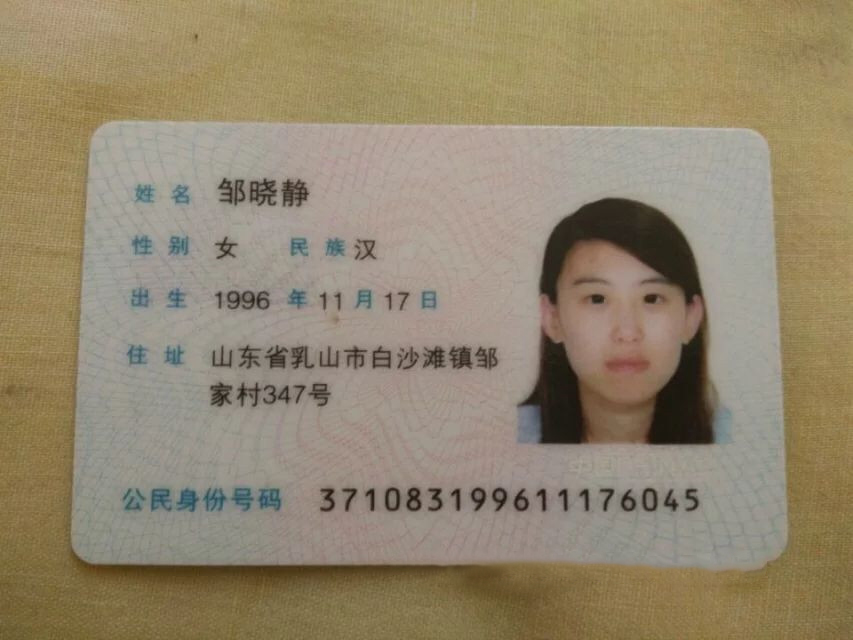 姓名 邹晓静
性别 女 民族 汉
出生 1996 年 11 月 17 日
住址 山东省乳山市白沙滩镇邹
家村347号
公民身份号码 371083199611176045